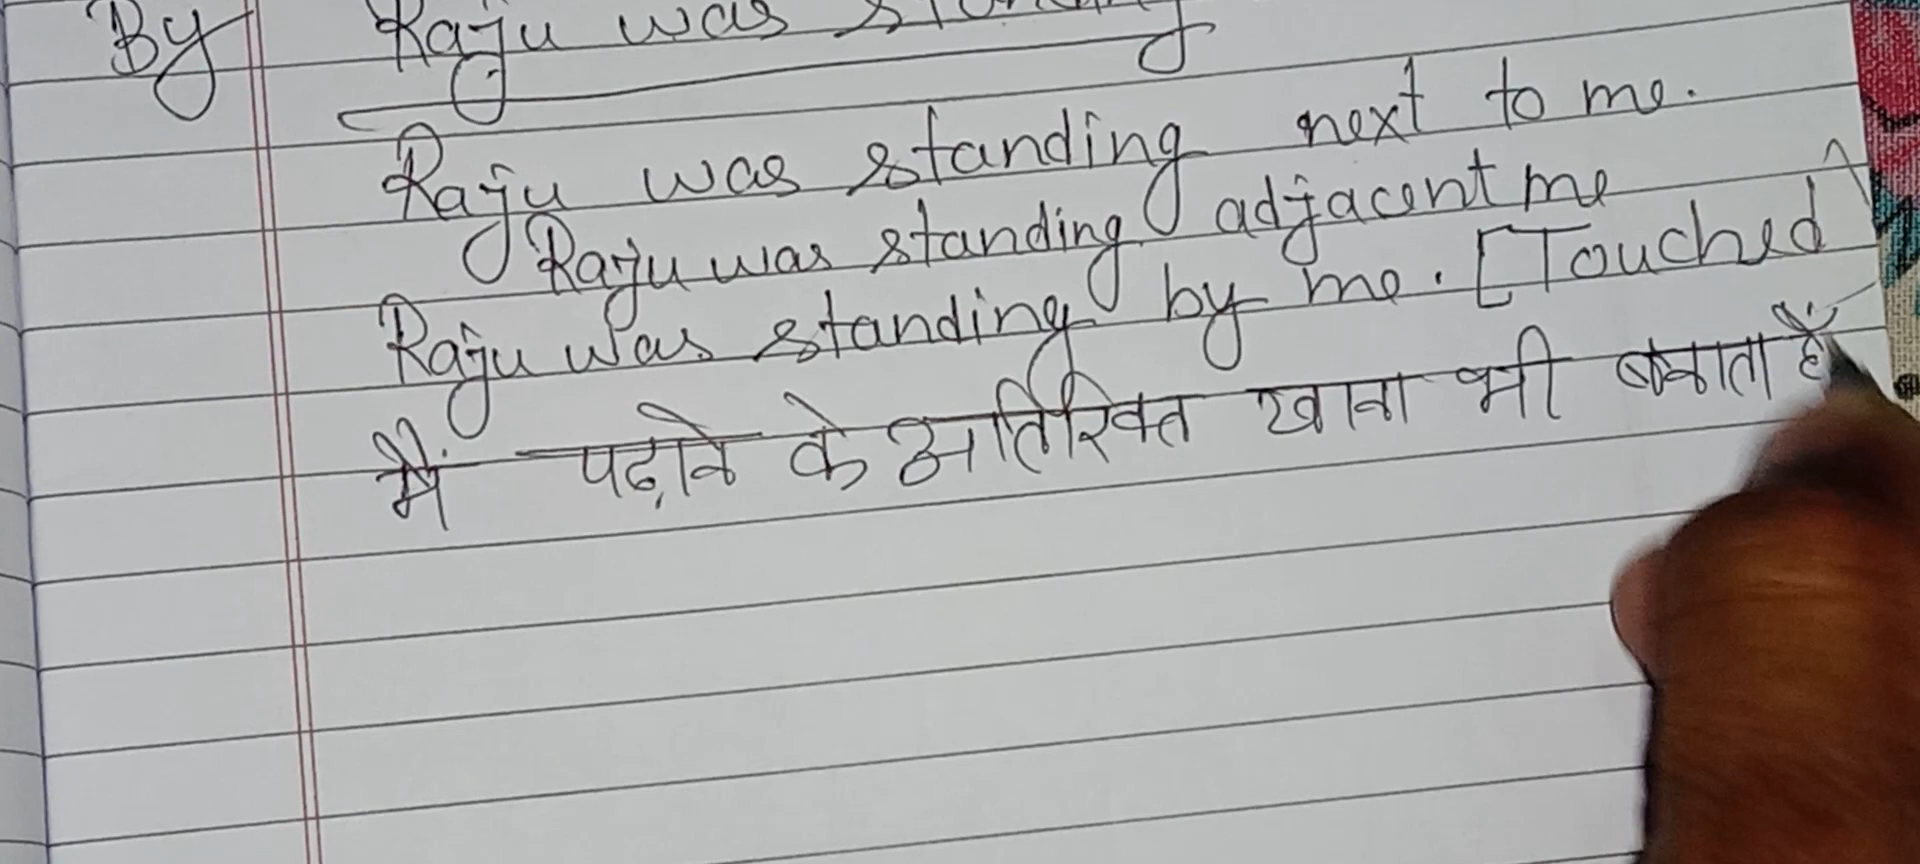 By Raju was standing
Raju was standing next to me.
Raju was standing adjacent me
Raju was standing by me. [Touched]
मैं पढ़ाने के अतिरिक्त खाना भी बनाता हूँ